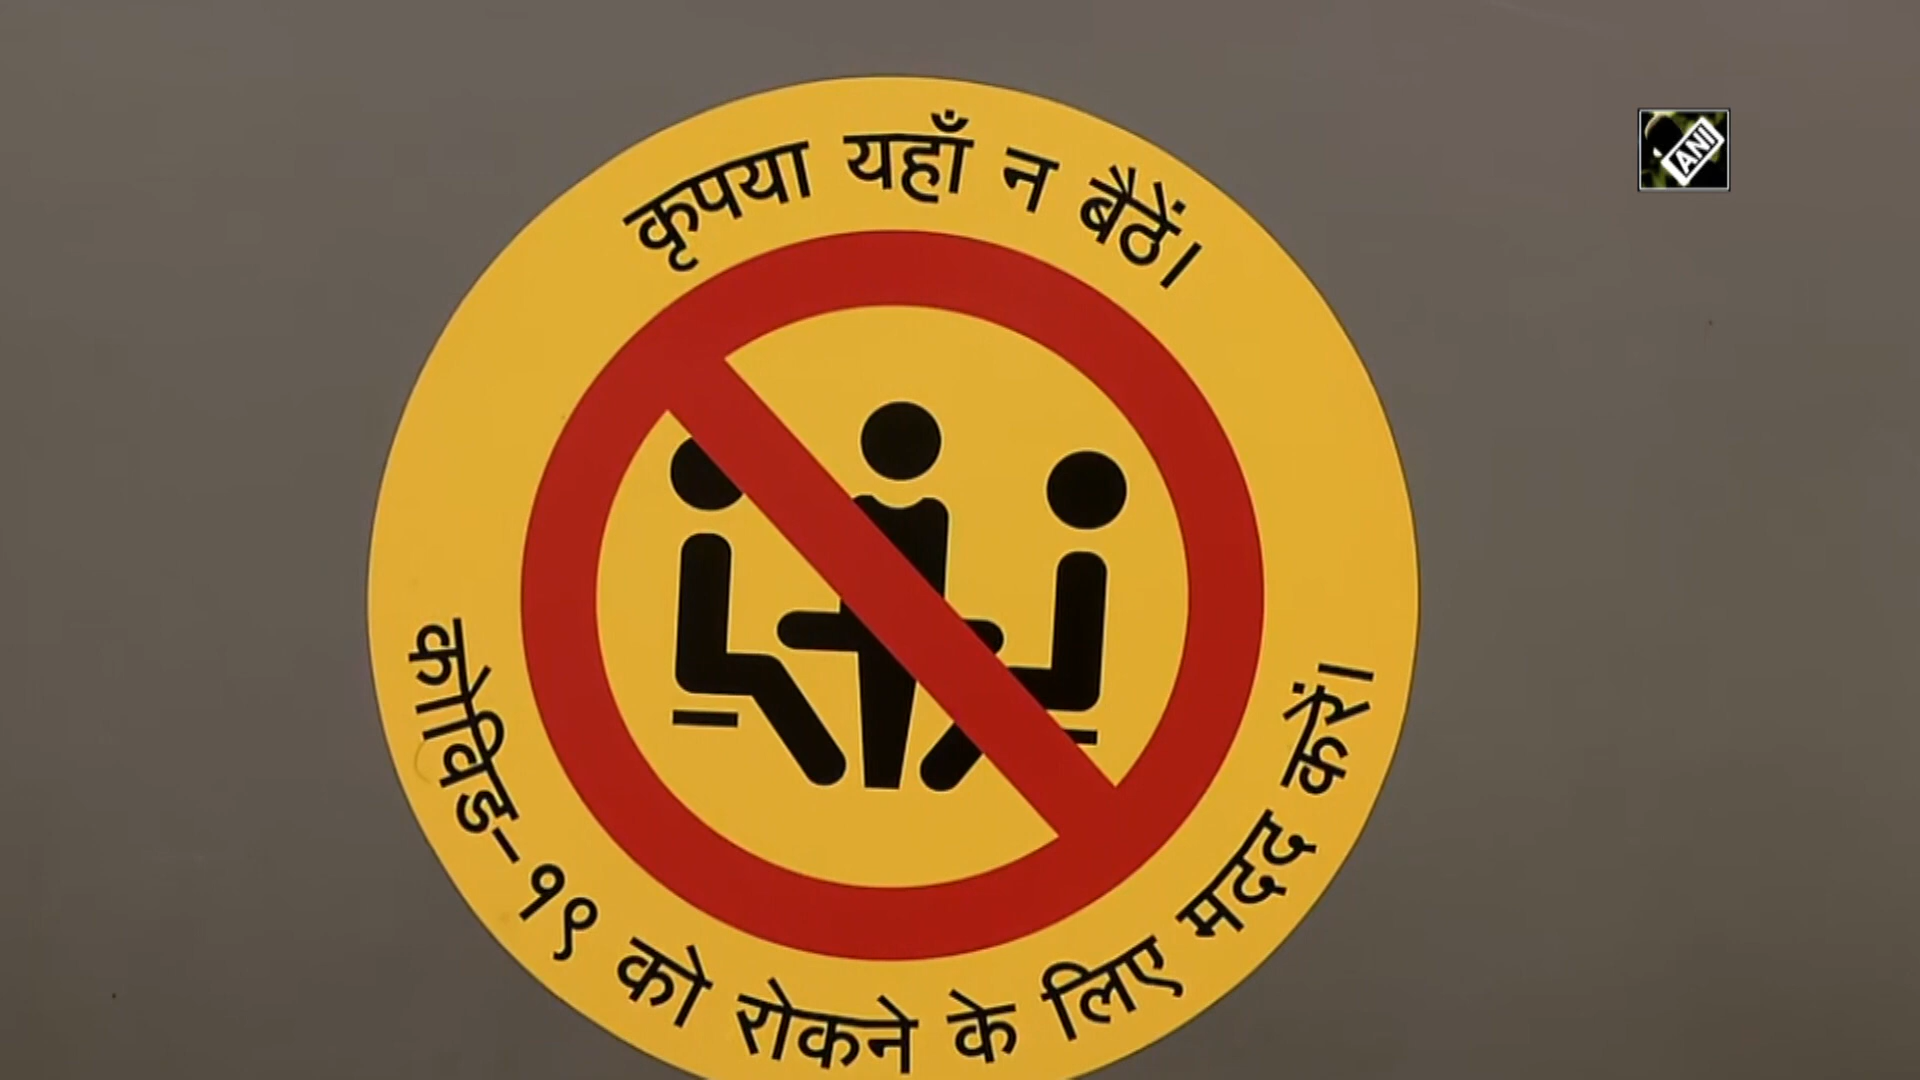 कृपया यहाँ न बैठें।
कोविड-१९ को रोकने के लिए मदद करें।
ANI